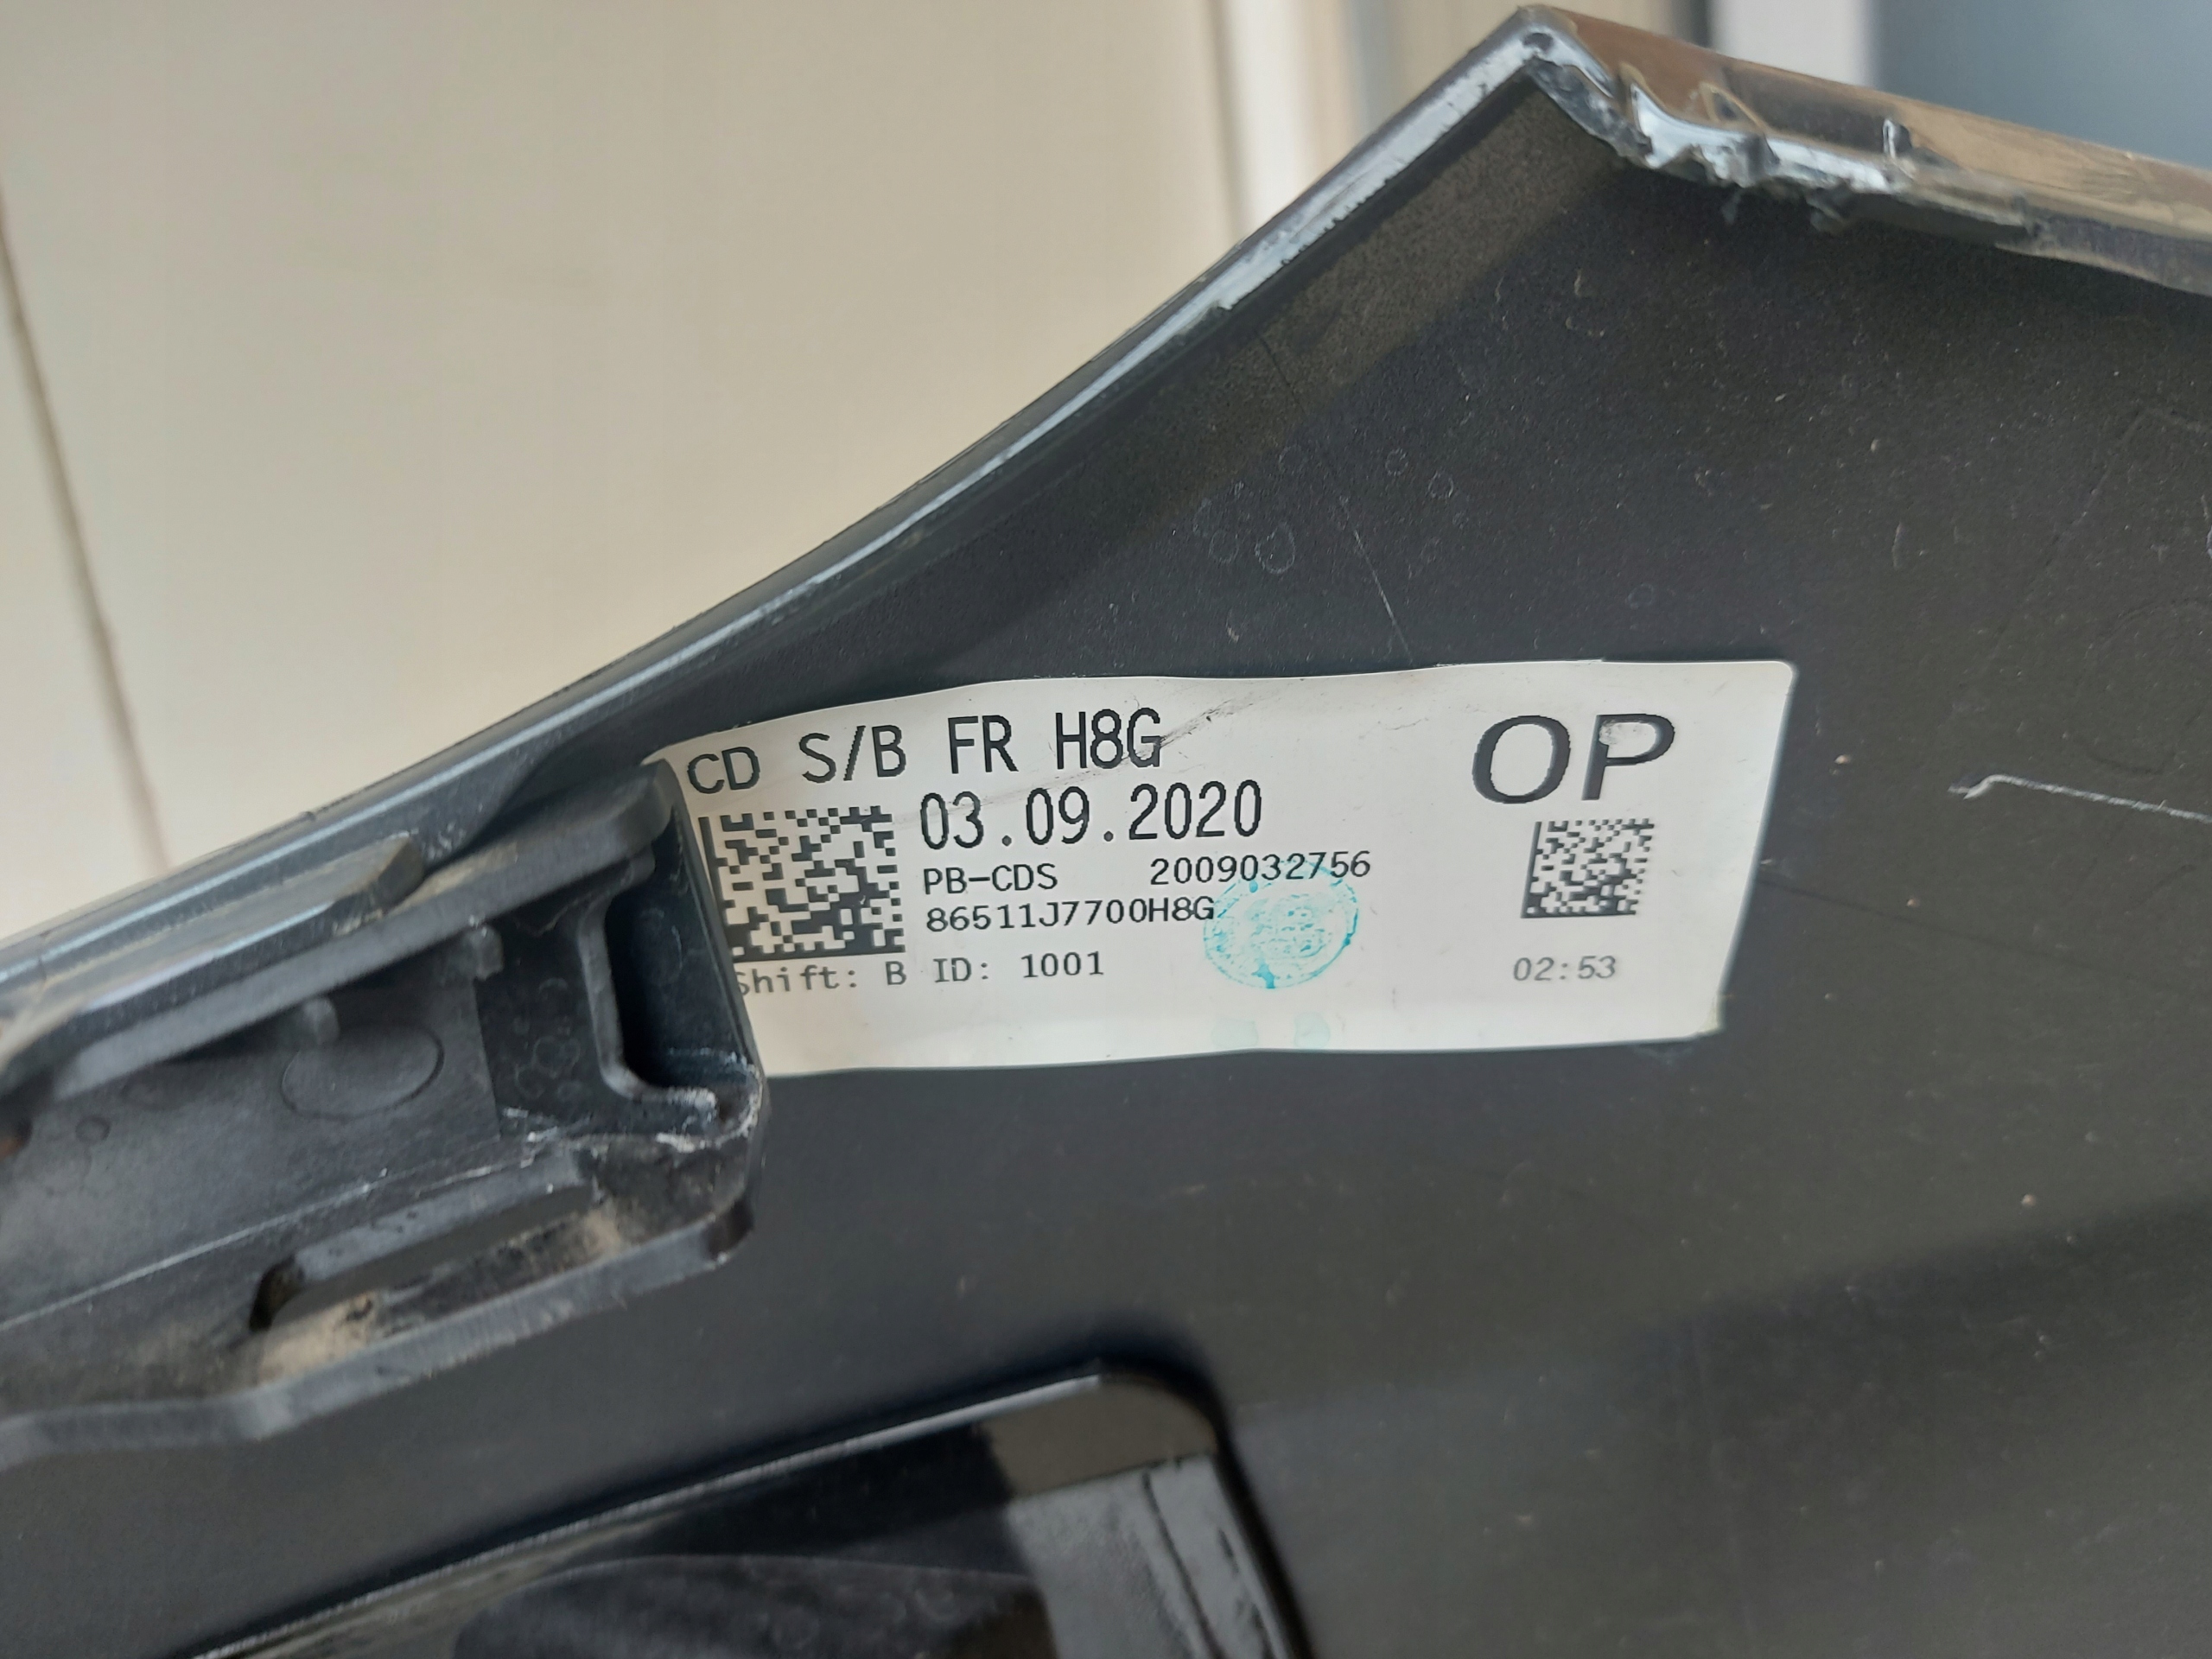 CD S/B FR H8G
OP
03.09.2020
PB-CDS 2009032756
86511J7700H8G
Shift: B ID: 1001
02:53